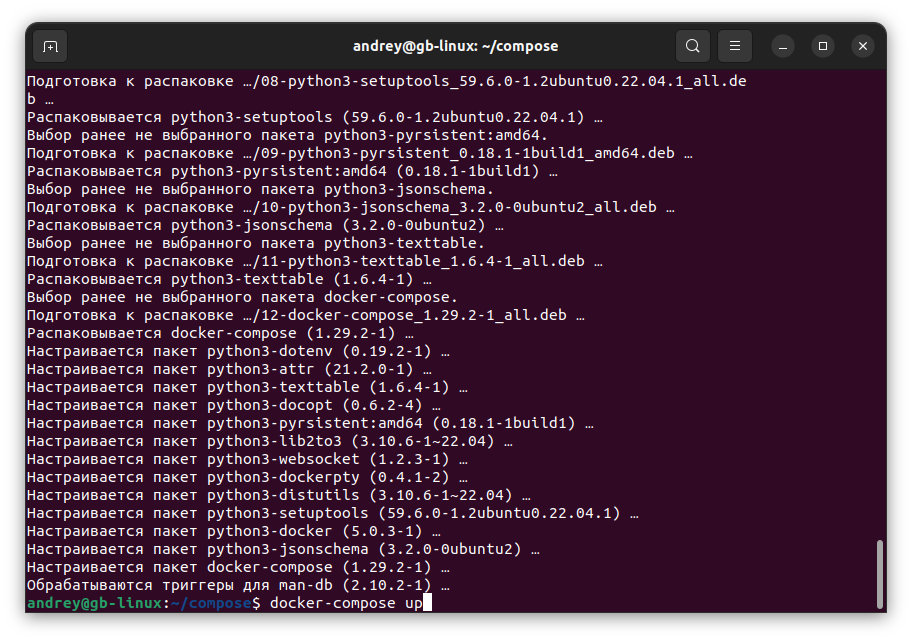 andrey@gb-linux: ~/compose
Подготовка к распаковке …/08-python3-setuptools_59.6.0-1.2ubuntu0.22.04.1_all.de
b …
Распаковывается python3-setuptools (59.6.0-1.2ubuntu0.22.04.1) …
Выбор ранее не выбранного пакета python3-pyrsistent:amd64.
Подготовка к распаковке …/09-python3-pyrsistent_0.18.1-1build1_amd64.deb …
Распаковывается python3-pyrsistent:amd64 (0.18.1-1build1) …
Выбор ранее не выбранного пакета python3-jsonschema.
Подготовка к распаковке …/10-python3-jsonschema_3.2.0-0ubuntu2_all.deb …
Распаковывается python3-jsonschema (3.2.0-0ubuntu2) …
Выбор ранее не выбранного пакета python3-texttable.
Подготовка к распаковке …/11-python3-texttable_1.6.4-1_all.deb …
Распаковывается python3-texttable (1.6.4-1) …
Выбор ранее не выбранного пакета docker-compose.
Подготовка к распаковке …/12-docker-compose_1.29.2-1_all.deb …
Распаковывается docker-compose (1.29.2-1) …
Настраивается пакет python3-dotenv (0.19.2-1) …
Настраивается пакет python3-attr (21.2.0-1) …
Настраивается пакет python3-texttable (1.6.4-1) …
Настраивается пакет python3-docopt (0.6.2-4) …
Настраивается пакет python3-pyrsistent:amd64 (0.18.1-1build1) …
Настраивается пакет python3-lib2to3 (3.10.6-1~22.04) …
Настраивается пакет python3-websocket (1.2.3-1) …
Настраивается пакет python3-dockerpty (0.4.1-2) …
Настраивается пакет python3-distutils (3.10.6-1~22.04) …
Настраивается пакет python3-setuptools (59.6.0-1.2ubuntu0.22.04.1) …
Настраивается пакет python3-docker (5.0.3-1) …
Настраивается пакет python3-jsonschema (3.2.0-0ubuntu2) …
Настраивается пакет docker-compose (1.29.2-1) …
Обрабатываются триггеры для man-db (2.10.2-1) …
andrey@gb-linux:~/compose$ docker-compose up